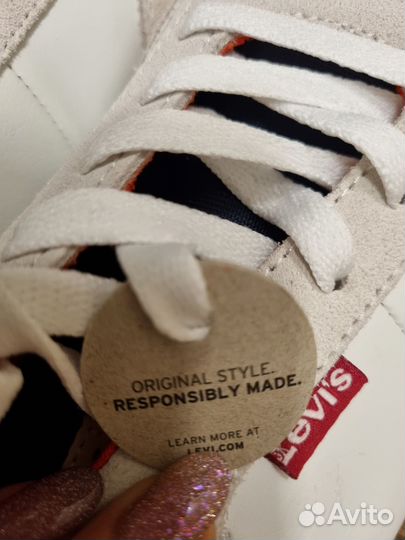 ORIGINAL STYLE.
RESPONSIBLY MADE.
LEARN MORE AT
LEVI.COM
Levi's
Avito